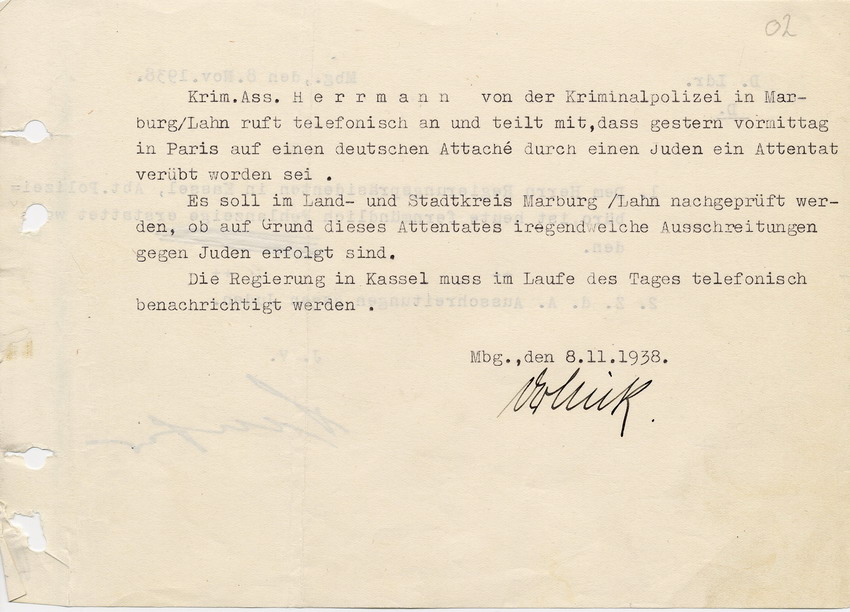 02
Krim.Ass. H e r r m a n n von der Kriminalpolizei in Mar-
burg/Lahn ruft telefonisch an und teilt mit,dass gestern vormittag
in Paris auf einen deutschen Attaché durch einen Juden ein Attentat
verübt worden sei .
Es soll im Land- und Stadtkreis Marburg /Lahn nachgeprüft wer-
den, ob auf Grund dieses Attentates iregendwelche Ausschreitungen
gegen Juden erfolgt sind.
Die Regierung in Kassel muss im Laufe des Tages telefonisch
benachrichtigt werden .
Mbg.,den 8.11.1938.